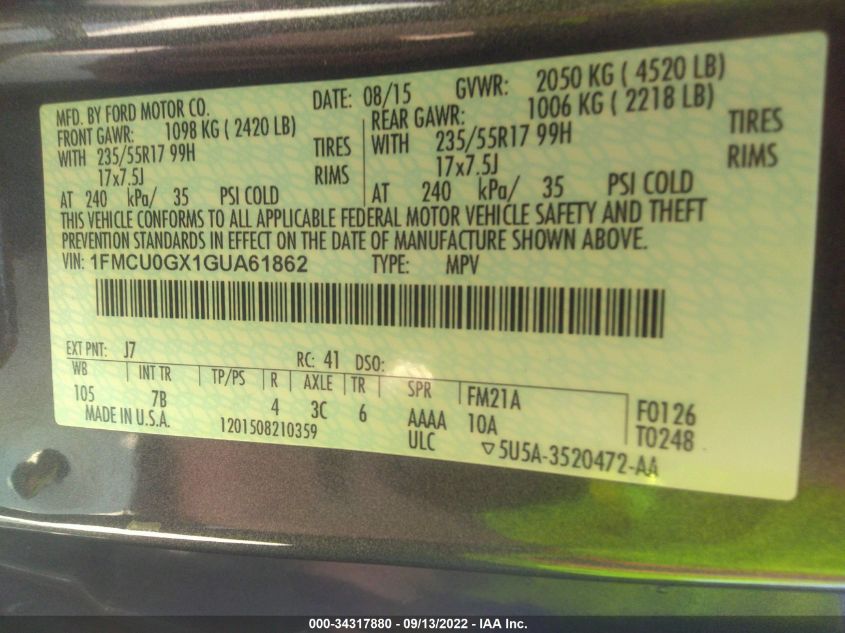 MFD. BY FORD MOTOR CO. DATE: 08/15 GVWR: 2050 KG ( 4520 LB)
FRONT GAWR: 1098 KG ( 2420 LB) REAR GAWR: 1006 KG ( 2218 LB)
WITH 235/55R17 99H TIRES WITH 235/55R17 99H TIRES
17x7.5J RIMS 17x7.5J RIMS
AT 240 kPa/ 35 PSI COLD AT 240 kPa/ 35 PSI COLD
THIS VEHICLE CONFORMS TO ALL APPLICABLE FEDERAL MOTOR VEHICLE SAFETY AND THEFT
PREVENTION STANDARDS IN EFFECT ON THE DATE OF MANUFACTURE SHOWN ABOVE.
VIN: 1FMCU0GX1GUA61862 TYPE: MPV
EXT PNT: J7 RC: 41 DSO:
WB INT TR TP/PS R AXLE TR SPR FM21A F0126
105 7B 4 3C 6 AAAA 10A T0248
MADE IN U.S.A. 1201508210359 ULC ▽5U5A-3520472-AA
000-34317880 - 09/13/2022 - IAA Inc.